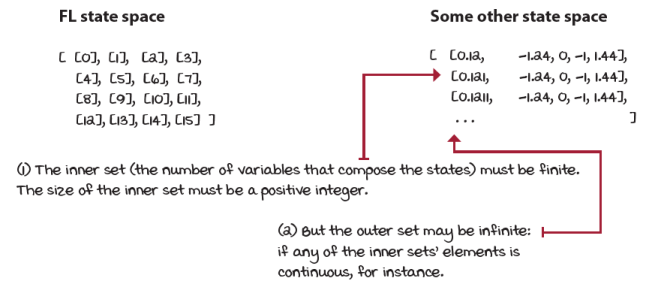 FL state space
[ [0], [1], [2], [3],
[4], [5], [6], [7],
[8], [9], [10], [11],
[12], [13], [14], [15] ]
Some other state space
[ [0.12, -1.24, 0, -1, 1.44],
[0.121, -1.24, 0, -1, 1.44],
[0.1211, -1.24, 0, -1, 1.44],
... ]
(1) The inner set (the number of variables that compose the states) must be finite.
The size of the inner set must be a positive integer.
(2) But the outer set may be infinite:
if any of the inner sets' elements is
continuous, for instance.